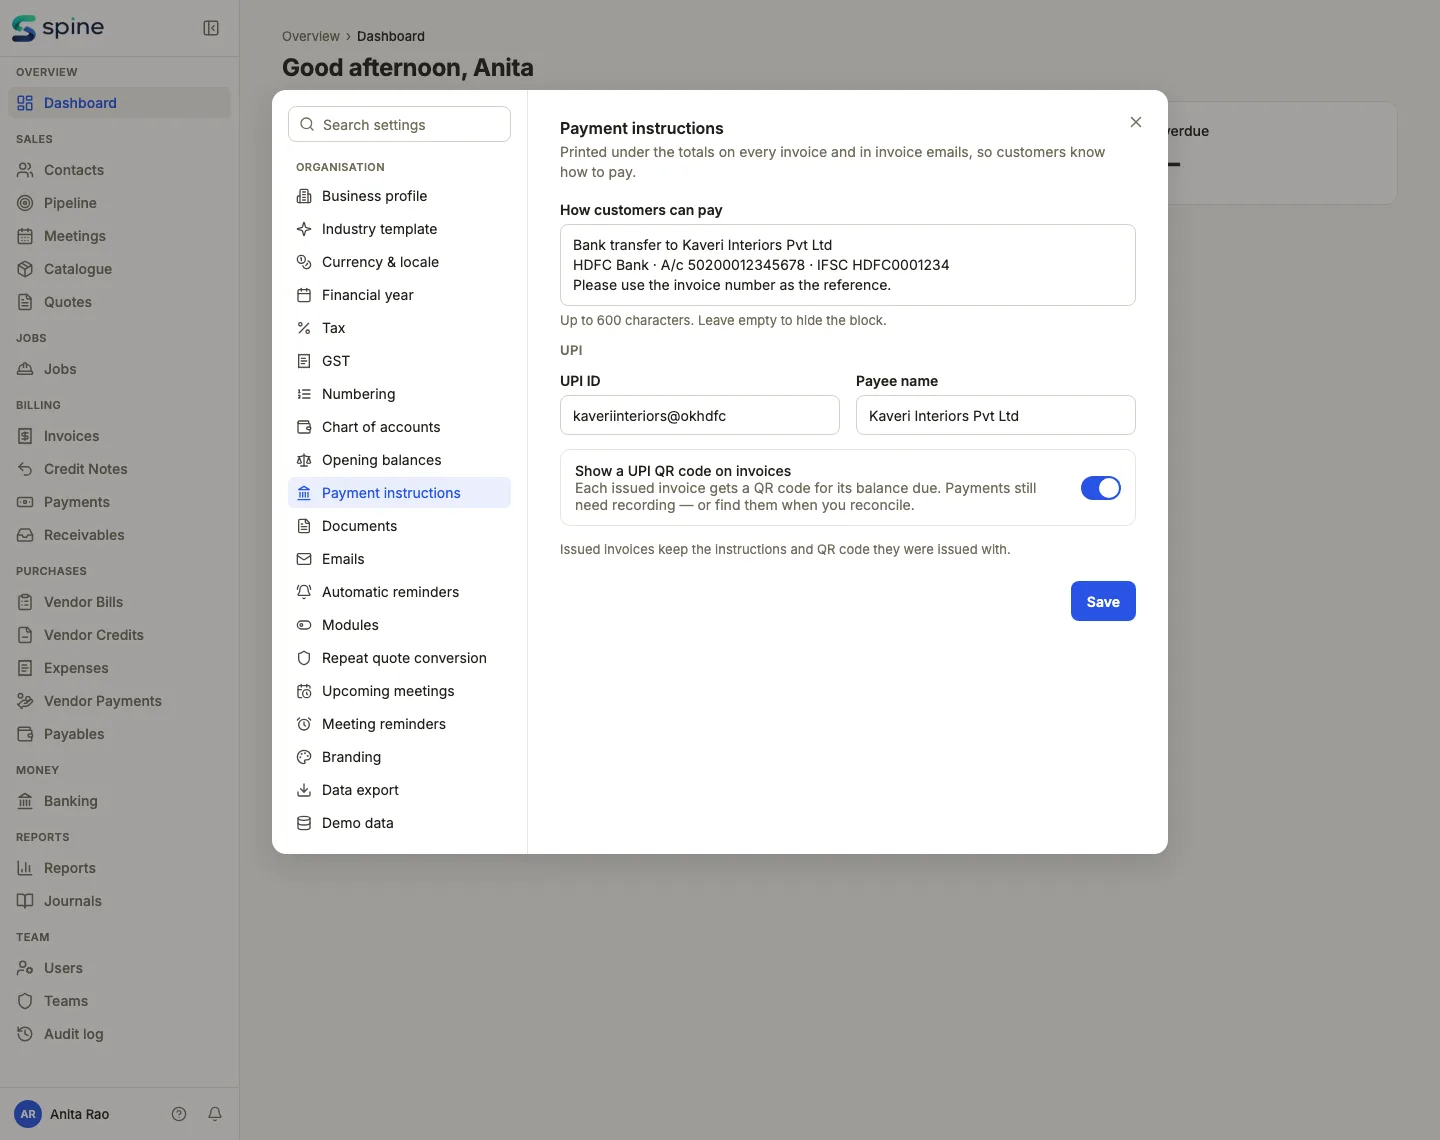 spine
OVERVIEW
Dashboard
SALES
Contacts
Pipeline
Meetings
Catalogue
Quotes
JOBS
Jobs
BILLING
Invoices
Credit Notes
Payments
Receivables
PURCHASES
Vendor Bills
Vendor Credits
Expenses
Vendor Payments
Payables
MONEY
Banking
REPORTS
Reports
Journals
TEAM
Users
Teams
Audit log
AR Anita Rao
Overview › Dashboard
Good afternoon, Anita
Search settings
ORGANISATION
Business profile
Industry template
Currency & locale
Financial year
Tax
GST
Numbering
Chart of accounts
Opening balances
Payment instructions
Documents
Emails
Automatic reminders
Modules
Repeat quote conversion
Upcoming meetings
Meeting reminders
Branding
Data export
Demo data
Payment instructions
Printed under the totals on every invoice and in invoice emails, so customers know
how to pay.
How customers can pay
Bank transfer to Kaveri Interiors Pvt Ltd
HDFC Bank · A/c 50200012345678 · IFSC HDFC0001234
Please use the invoice number as the reference.
Up to 600 characters. Leave empty to hide the block.
UPI
UPI ID
kaveriinteriors@okhdfc
Payee name
Kaveri Interiors Pvt Ltd
Show a UPI QR code on invoices
Each issued invoice gets a QR code for its balance due. Payments still
need recording — or find them when you reconcile.
Issued invoices keep the instructions and QR code they were issued with.
Save